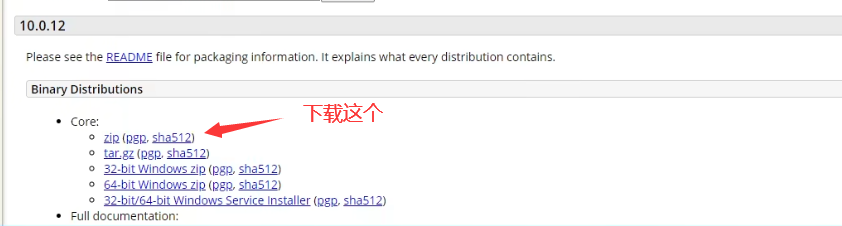 10.0.12
Please see the README file for packaging information. It explains what every distribution contains.
Binary Distributions
下载这个
• Core:
zip (pgp, sha512)
tar.gz (pgp, sha512)
32-bit Windows zip (pgp, sha512)
64-bit Windows zip (pgp, sha512)
32-bit/64-bit Windows Service Installer (pgp, sha512)
• Full documentation: